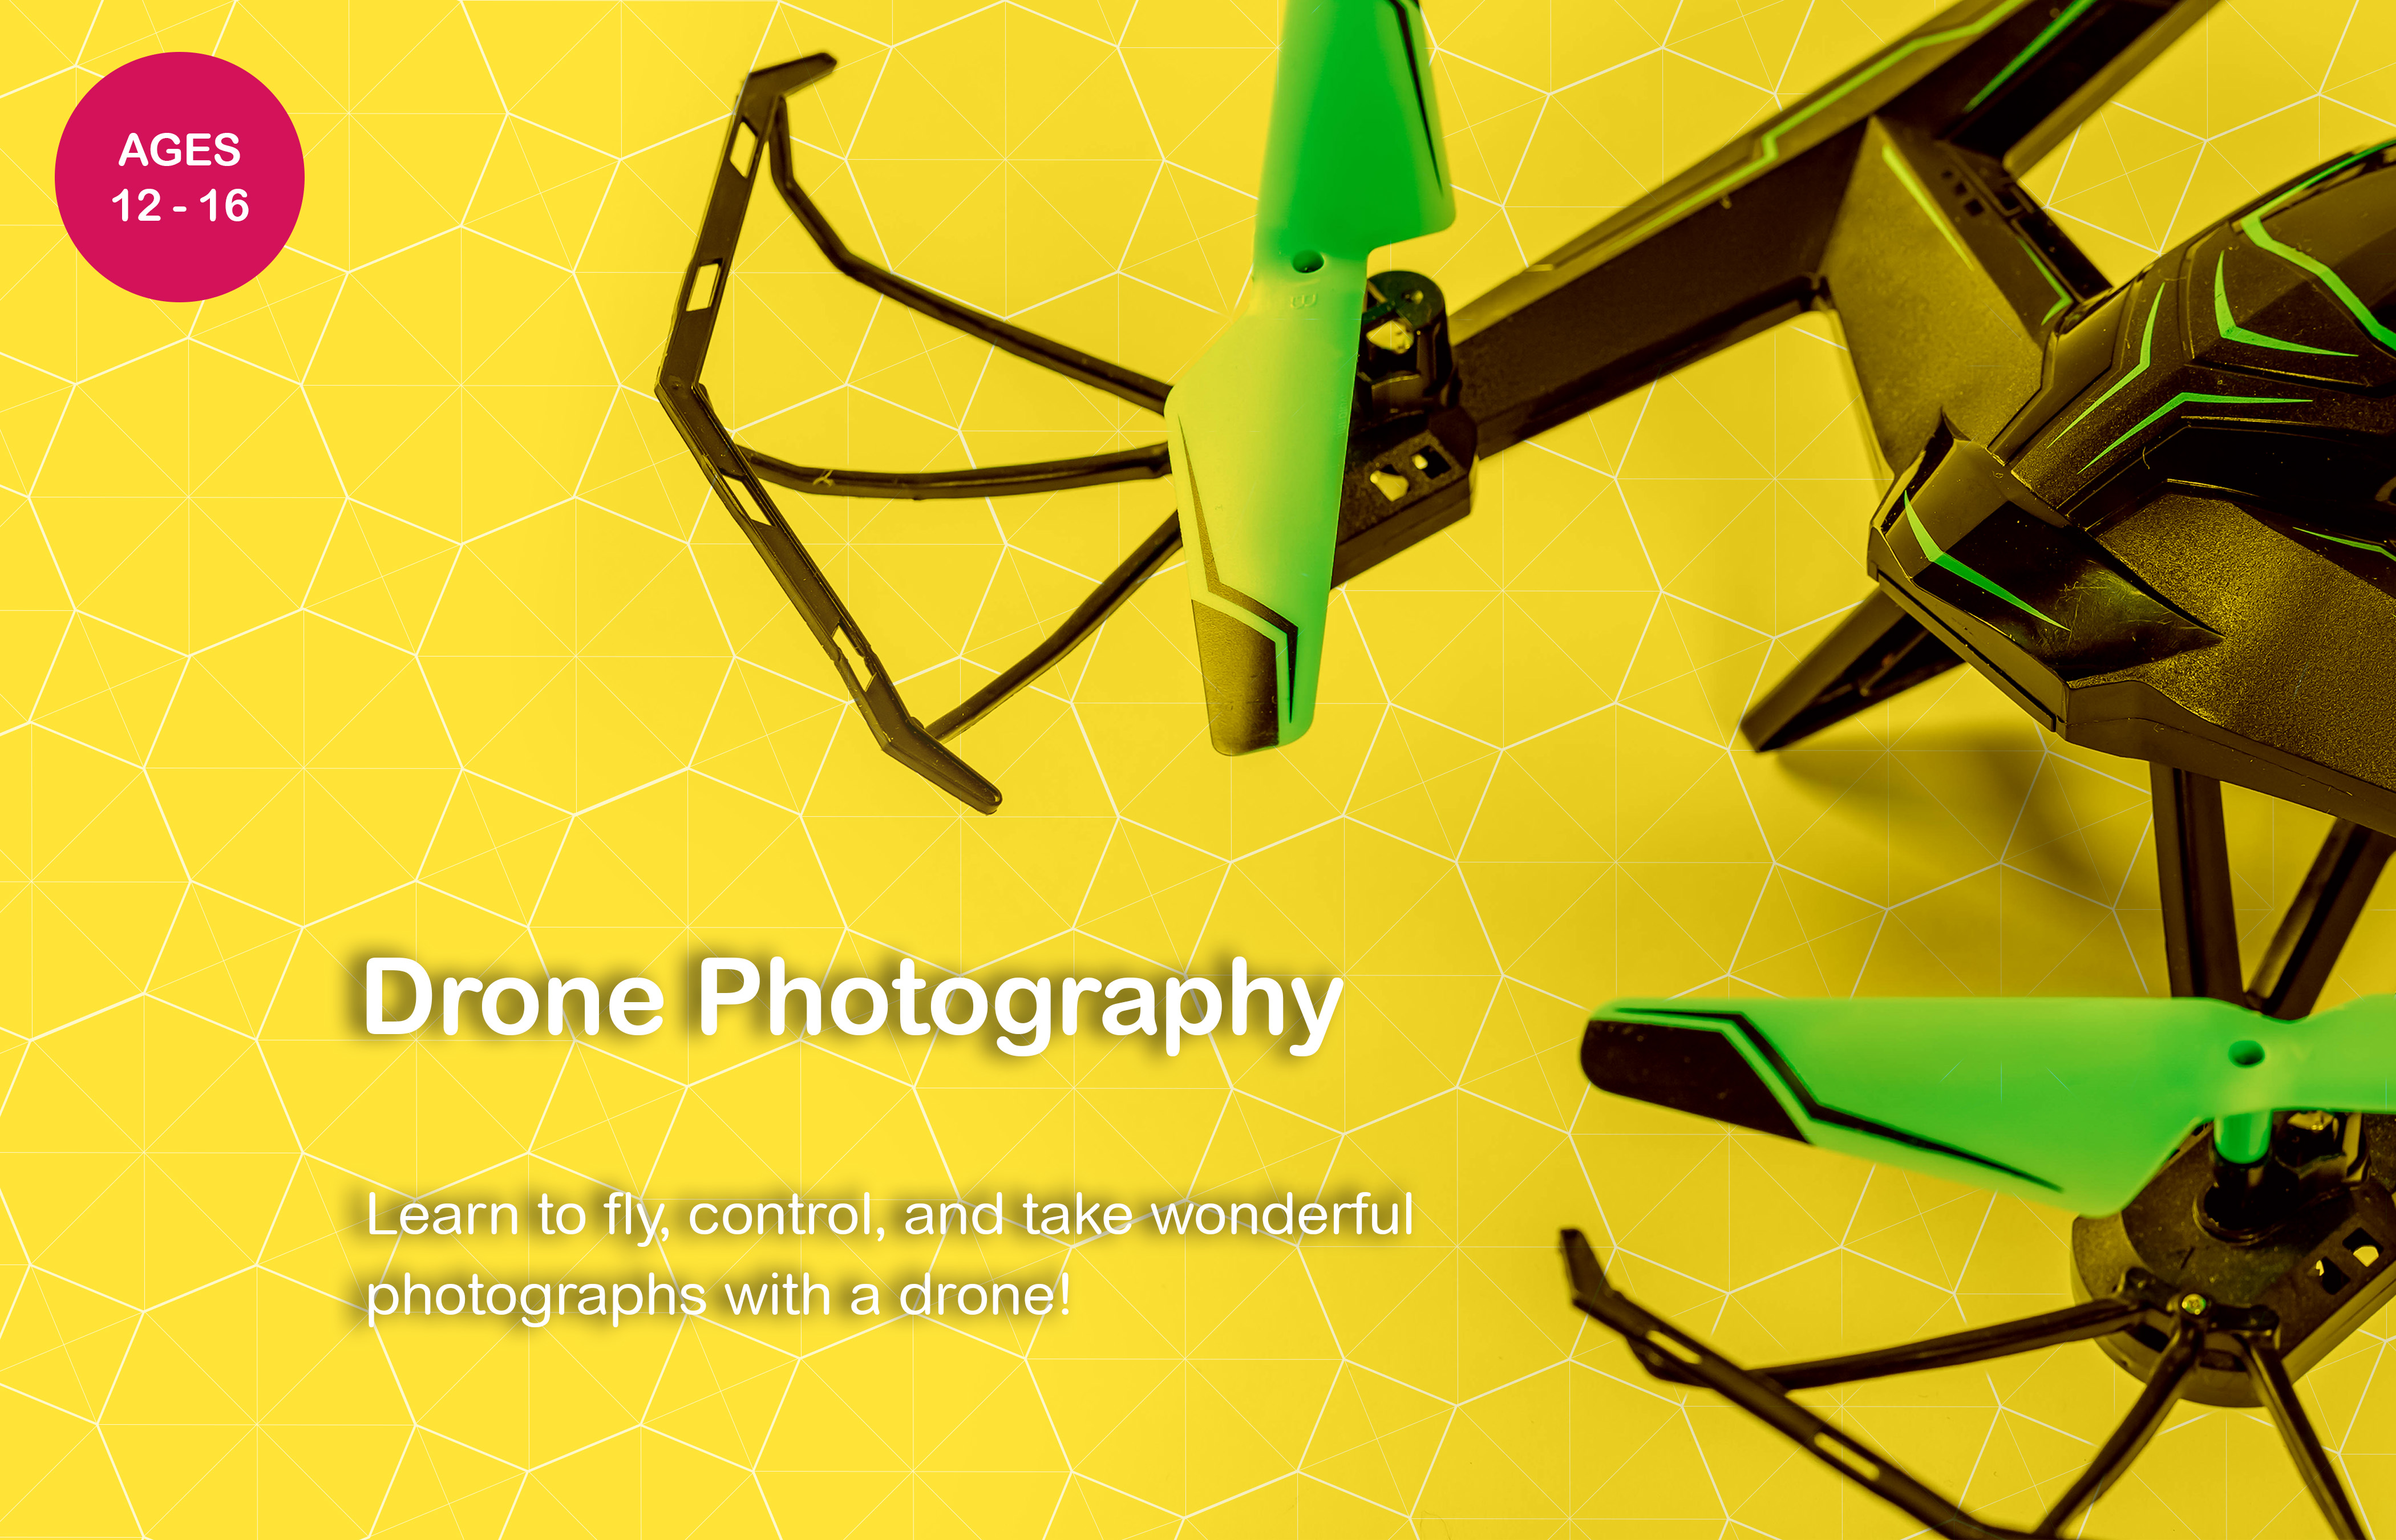 AGES
12 - 16
Drone Photography
Learn to fly, control, and take wonderful
photographs with a drone!